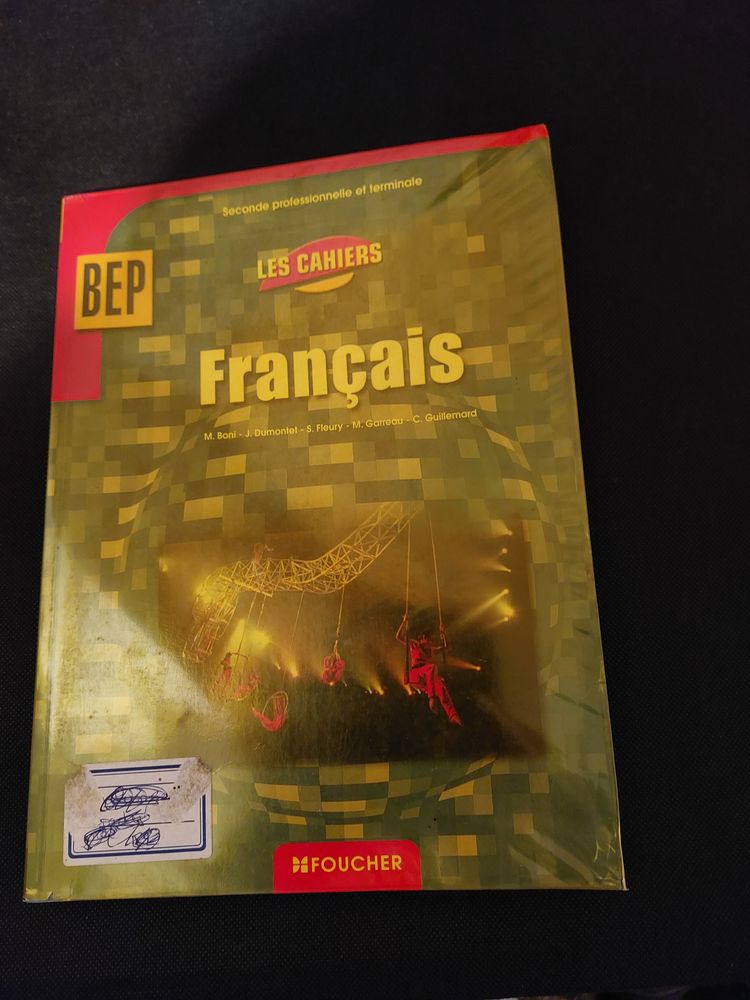 Seconde professionnelle et terminale
LES CAHIERS
BEP
Français
M. Boni - J. Dumontet - S. Fleury - M. Garreau - C. Guillemard
FOUCHER